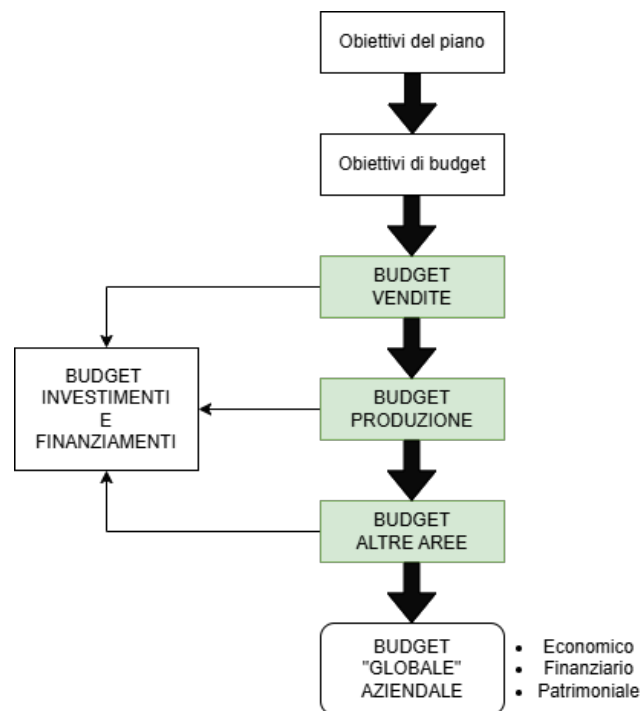 Obiettivi del piano
Obiettivi di budget
BUDGET
VENDITE
BUDGET
INVESTIMENTI
E
FINANZIAMENTI
BUDGET
PRODUZIONE
BUDGET
ALTRE AREE
BUDGET
"GLOBALE"
AZIENDALE
• Economico
• Finanziario
• Patrimoniale